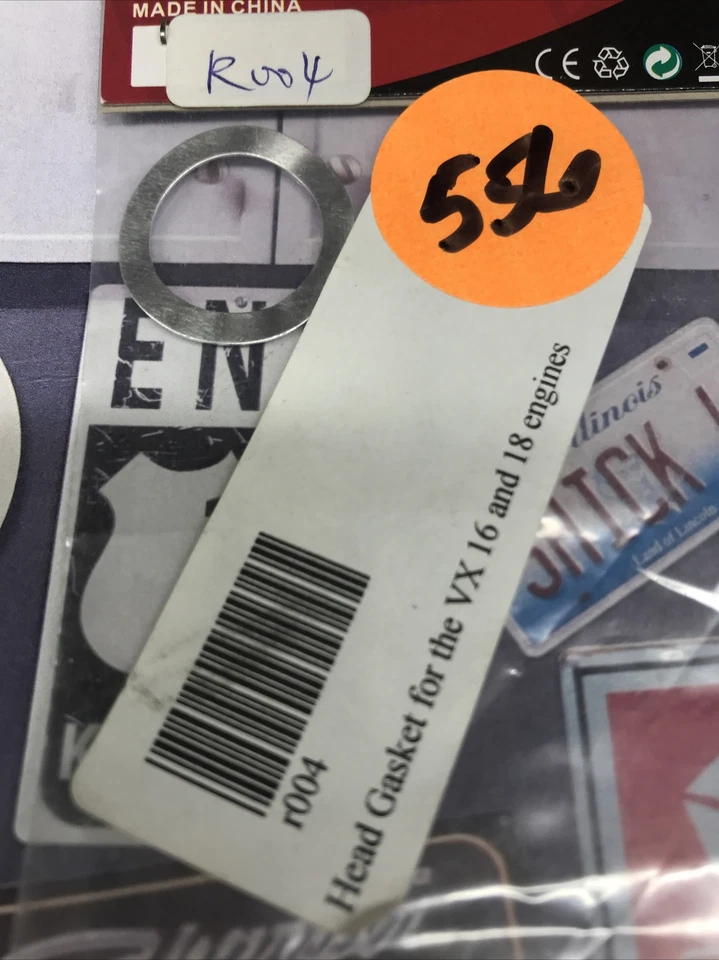 MADE IN CHINA
R004
CE
EN
Illinois
Land of Lincoln
Head Gasket for the VX 16 and 18 engines
r004